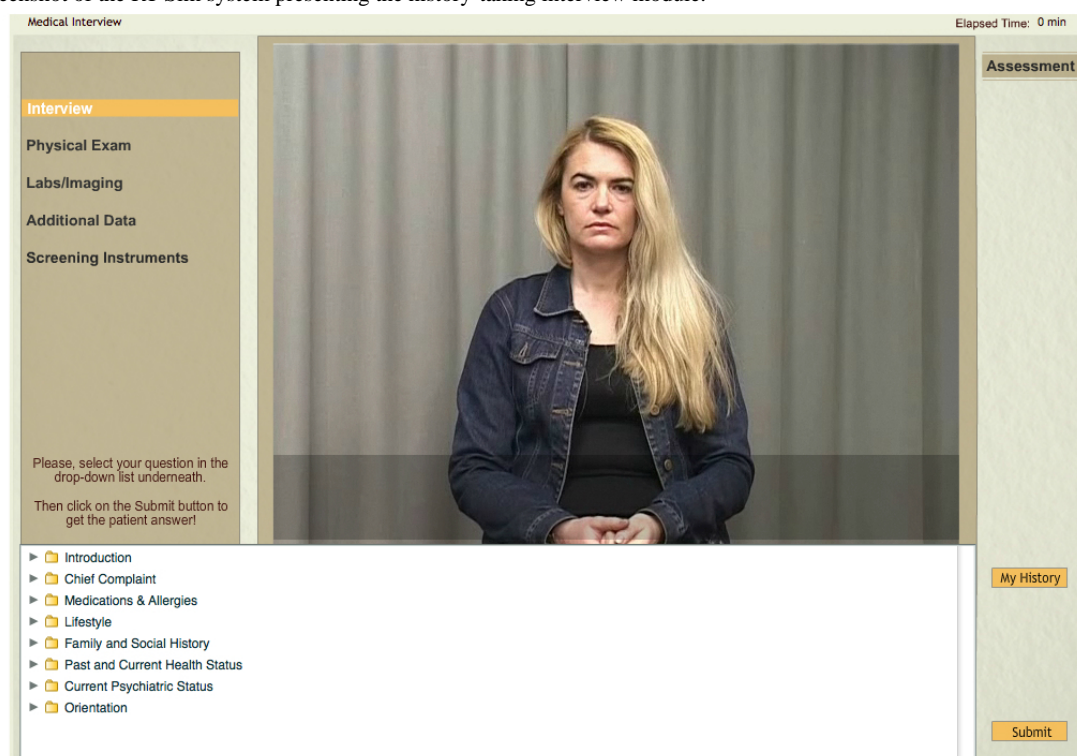 Medical Interview
Elapsed Time: 0 min
Assessment
Interview
Physical Exam
Labs/Imaging
Additional Data
Screening Instruments
Please, select your question in the
drop-down list underneath.
Then click on the Submit button to
get the patient answer!
Introduction
Chief Complaint
Medications & Allergies
Lifestyle
Family and Social History
Past and Current Health Status
Current Psychiatric Status
Orientation
My History
Submit